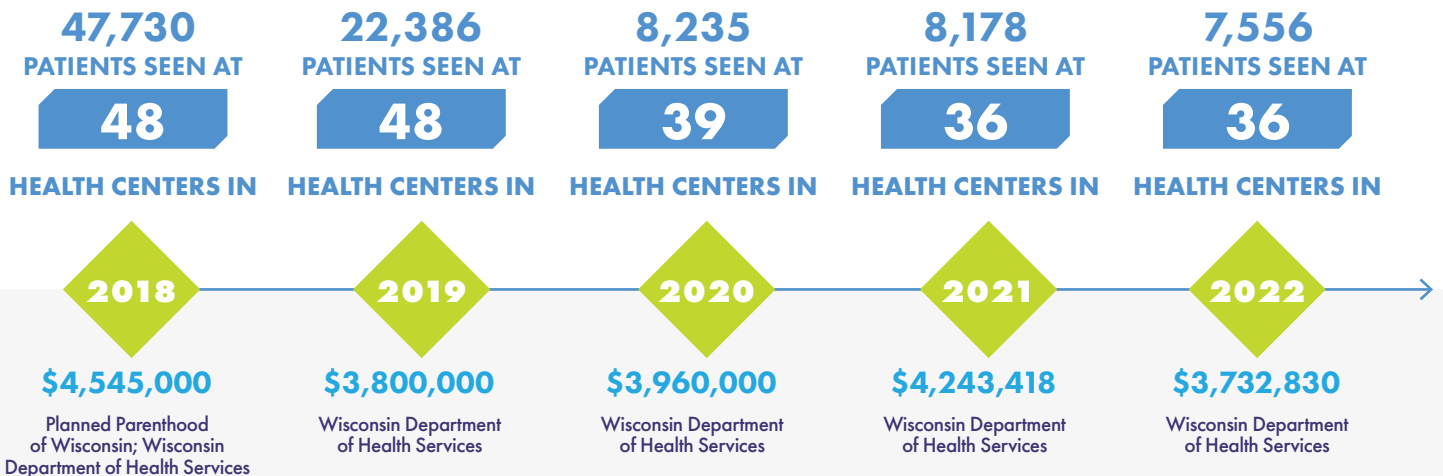 47,730
PATIENTS SEEN AT
48
HEALTH CENTERS IN
2018
$4,545,000
Planned Parenthood
of Wisconsin; Wisconsin
Department of Health Services
22,386
PATIENTS SEEN AT
48
HEALTH CENTERS IN
2019
$3,800,000
Wisconsin Department
of Health Services
8,235
PATIENTS SEEN AT
39
HEALTH CENTERS IN
2020
$3,960,000
Wisconsin Department
of Health Services
8,178
PATIENTS SEEN AT
36
HEALTH CENTERS IN
2021
$4,243,418
Wisconsin Department
of Health Services
7,556
PATIENTS SEEN AT
36
HEALTH CENTERS IN
2022
$3,732,830
Wisconsin Department
of Health Services